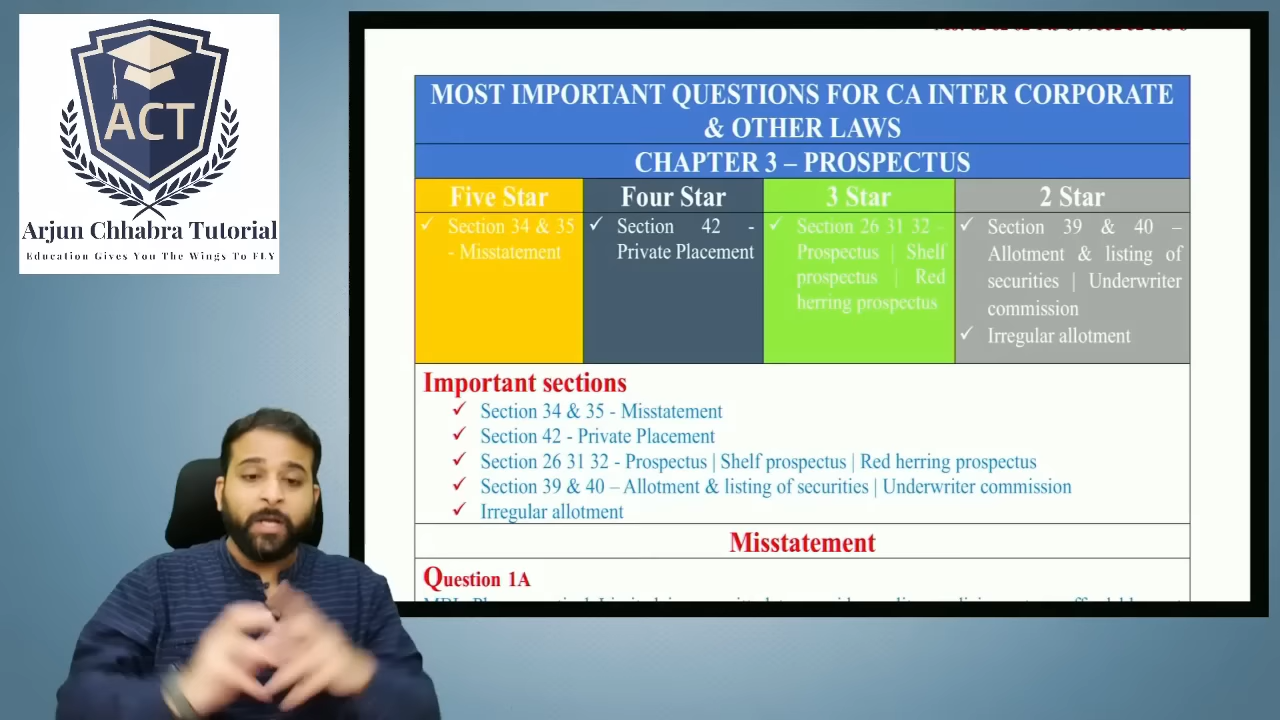 ACT
Arjun Chhabra Tutorial
Education Gives You The Wings To FLY
MOST IMPORTANT QUESTIONS FOR CA INTER CORPORATE
& OTHER LAWS
CHAPTER 3 – PROSPECTUS
Five Star
✓ Section 34 & 35
- Misstatement
Four Star
✓ Section 42 -
Private Placement
3 Star
✓ Section 26 31 32 -
Prospectus | Shelf
prospectus | Red
herring prospectus
2 Star
✓ Section 39 & 40 –
Allotment & listing of
securities | Underwriter
commission
✓ Irregular allotment
Important sections
✓ Section 34 & 35 - Misstatement
✓ Section 42 - Private Placement
✓ Section 26 31 32 - Prospectus | Shelf prospectus | Red herring prospectus
✓ Section 39 & 40 – Allotment & listing of securities | Underwriter commission
✓ Irregular allotment
Misstatement
Question 1A